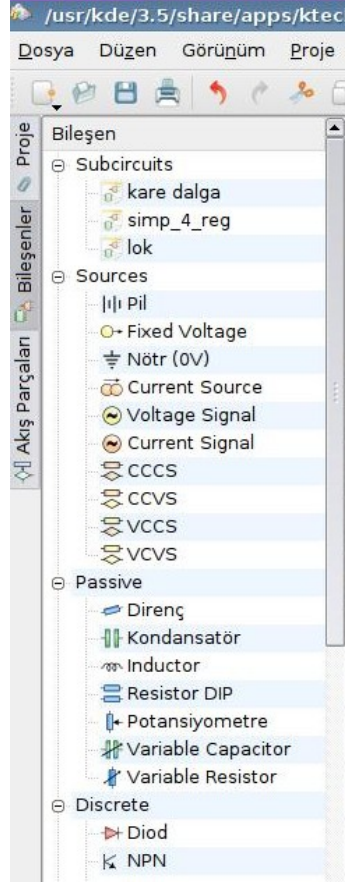 /usr/kde/3.5/share/apps/ktec
Dosya Düzen Görünüm Proje
Proje
Bileşenler
Akış Parçaları
Bileşen
Subcircuits
kare dalga
simp_4_reg
lok
Sources
Pil
Fixed Voltage
Nötr (0V)
Current Source
Voltage Signal
Current Signal
CCCS
CCVS
VCCS
VCVS
Passive
Direnç
Kondansatör
Inductor
Resistor DIP
Potansiyometre
Variable Capacitor
Variable Resistor
Discrete
Diod
NPN